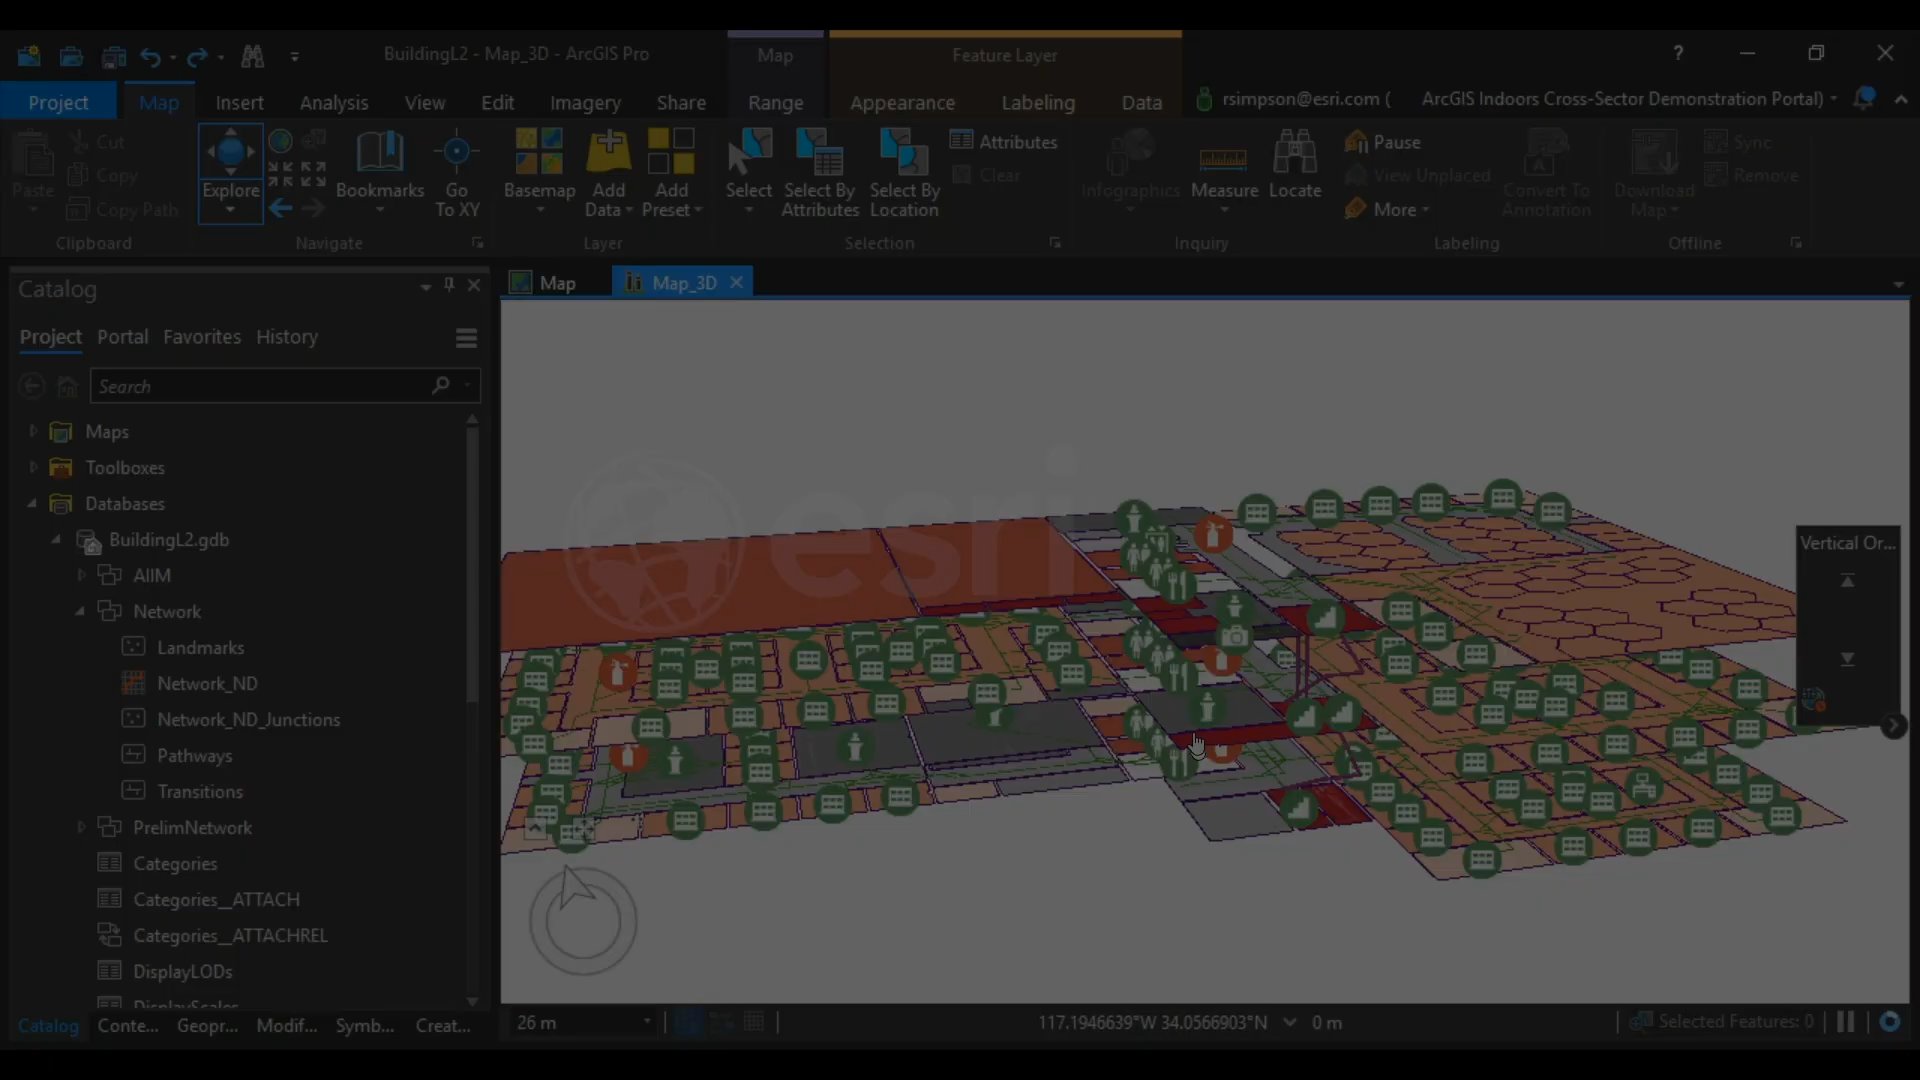 BuildingL2 - Map_3D - ArcGIS Pro
Map
Feature Layer
?
Project
Map
Insert
Analysis
View
Edit
Imagery
Share
Range
Appearance
Labeling
Data
rsimpson@esri.com (
ArcGIS Indoors Cross-Sector Demonstration Portal)
Paste
Cut
Copy
Copy Path
Clipboard
Explore
Bookmarks
Go
To XY
Navigate
Basemap
Add
Data
Add
Preset
Layer
Select
Select By
Attributes
Select By
Location
Attributes
Clear
Selection
Infographics
Measure
Locate
Inquiry
Pause
View Unplaced
More
Convert To
Annotation
Labeling
Download
Map
Sync
Remove
Offline
Catalog
Project
Portal
Favorites
History
Search
Maps
Toolboxes
Databases
BuildingL2.gdb
AIIM
Network
Landmarks
Network_ND
Network_ND_Junctions
Pathways
Transitions
PrelimNetwork
Categories
Categories__ATTACH
Categories__ATTACHREL
DisplayLODs
DisplayScales
Catalog
Conte...
Geopr...
Modif...
Symb...
Creat...
Map
Map_3D
esri
Vertical Or...
26 m
117.1946639°W 34.0566903°N
0 m
Selected Features: 0